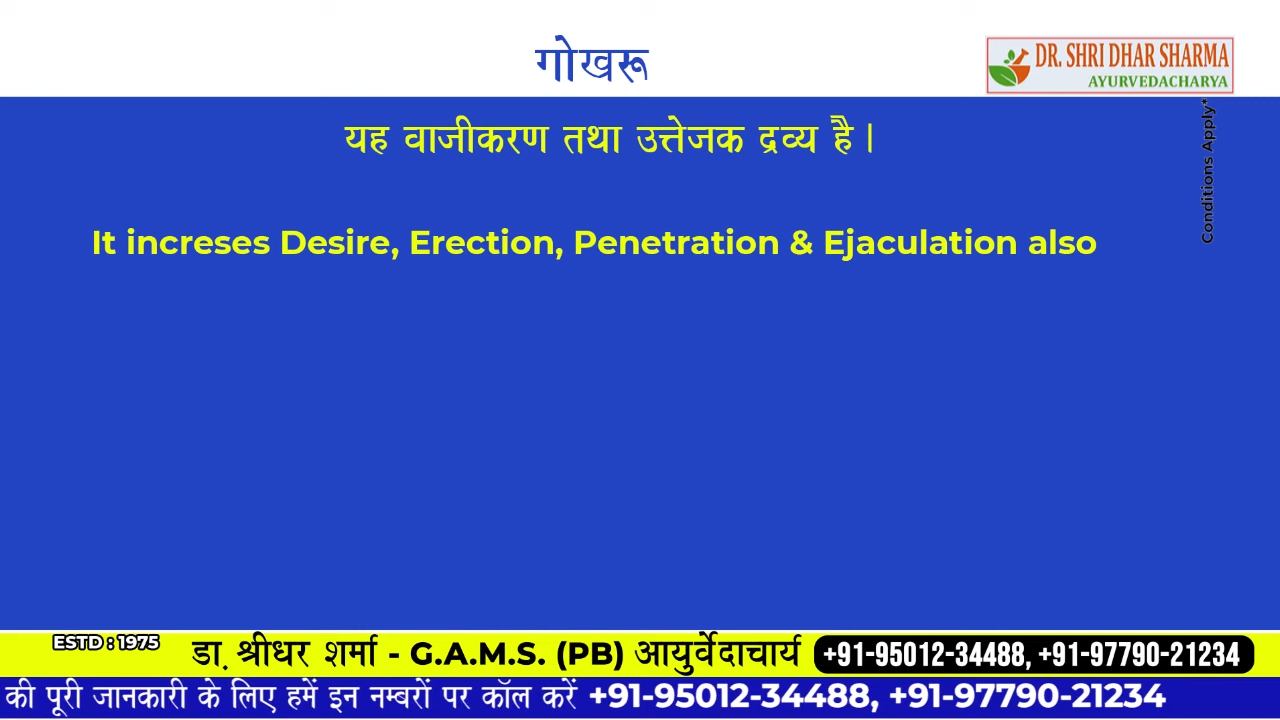 गोखरू
DR. SHRI DHAR SHARMA
AYURVEDACHARYA
Conditions Apply*
यह वाजीकरण तथा उत्तेजक द्रव्य है।
It increses Desire, Erection, Penetration & Ejaculation also
ESTD : 1975
डा. श्रीधर शर्मा - G.A.M.S. (PB) आयुर्वेदाचार्य +91-95012-34488, +91-97790-21234
की पूरी जानकारी के लिए हमें इन नम्बरों पर कॉल करें +91-95012-34488, +91-97790-21234